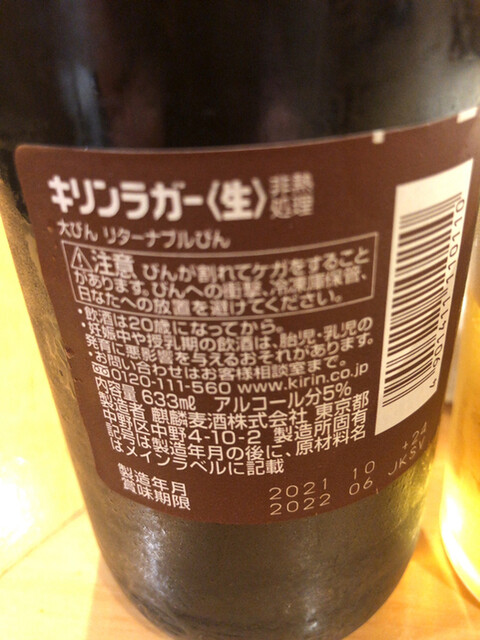 キリンラガー〈生〉非熱処理
大びん リターナブルびん
⚠注意 びんが割れてケガをすること
があります。びんへの衝撃、冷凍庫保管、
日なたへの放置を避けてください。
・飲酒は20歳になってから。
・妊娠中や授乳期の飲酒は、胎児・乳児の
発育に悪影響を与えるおそれがあります。
・お問い合わせはお客様相談室まで。
0120-111-560 www.kirin.co.jp
内容量 633㎖ アルコール分5%
製造者 麒麟麦酒株式会社 東京都
中野区中野4-10-2 製造所固有
記号は製造年月の後に、原材料名
はメインラベルに記載
製造年月 2021 10 +24
賞味期限 2022 06 JKSV